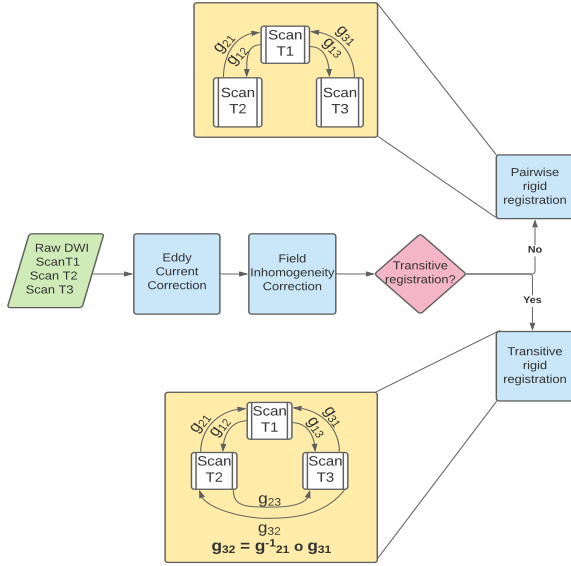 g21
g12
g31
g13
Scan
T1
Scan
T2
Scan
T3
Pairwise
rigid
registration
No
Raw DWI
ScanT1
Scan T2
Scan T3
Eddy
Current
Correction
Field
Inhomogeneity
Correction
Transitive
registration?
Yes
Transitive
rigid
registration
g21
g12
g31
g13
Scan
T1
Scan
T2
Scan
T3
g23
g32
g32 = g-121 o g31